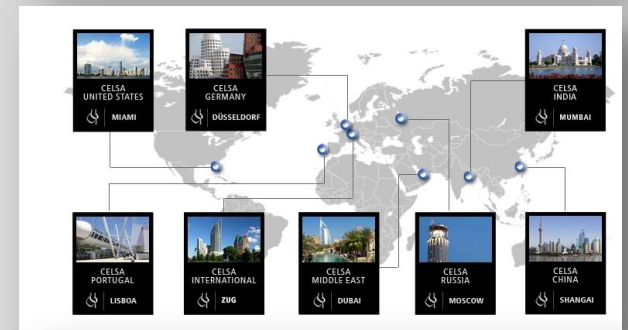 CELSA
UNITED STATES
MIAMI
CELSA
GERMANY
DÜSSELDORF
CELSA
INDIA
MUMBAI
CELSA
PORTUGAL
LISBOA
CELSA
INTERNATIONAL
ZUG
CELSA
MIDDLE EAST
DUBAI
CELSA
RUSSIA
MOSCOW
CELSA
CHINA
SHANGAI